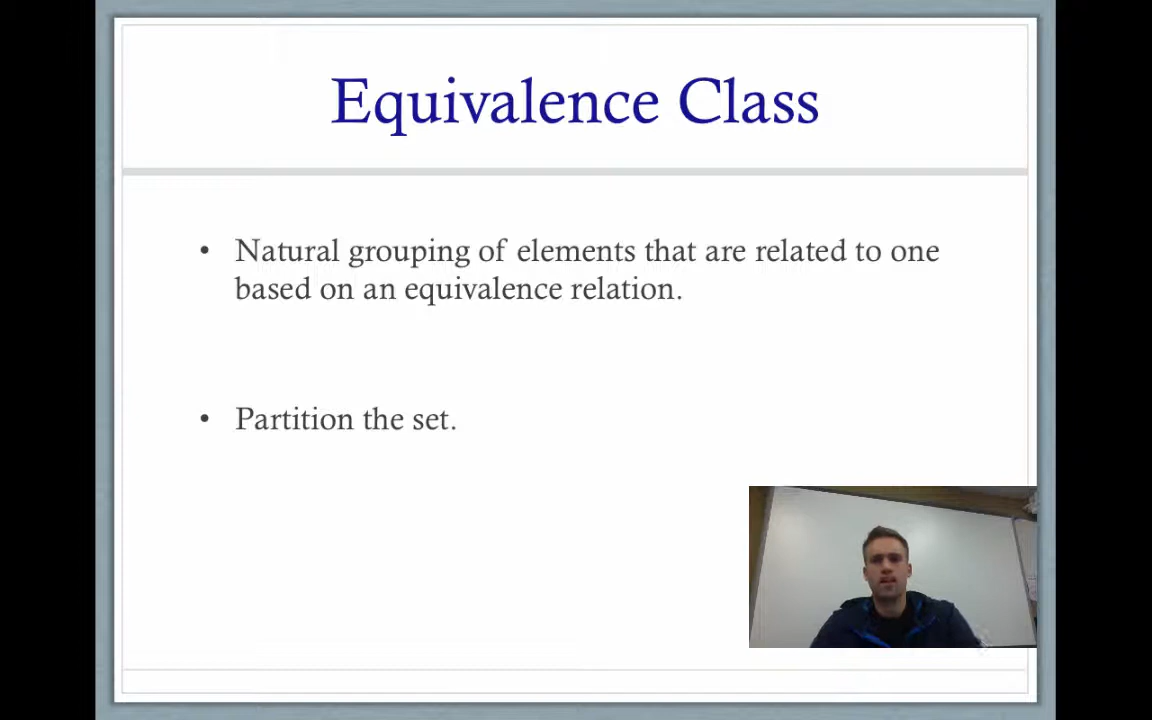 Equivalence Class
• Natural grouping of elements that are related to one
based on an equivalence relation.
• Partition the set.